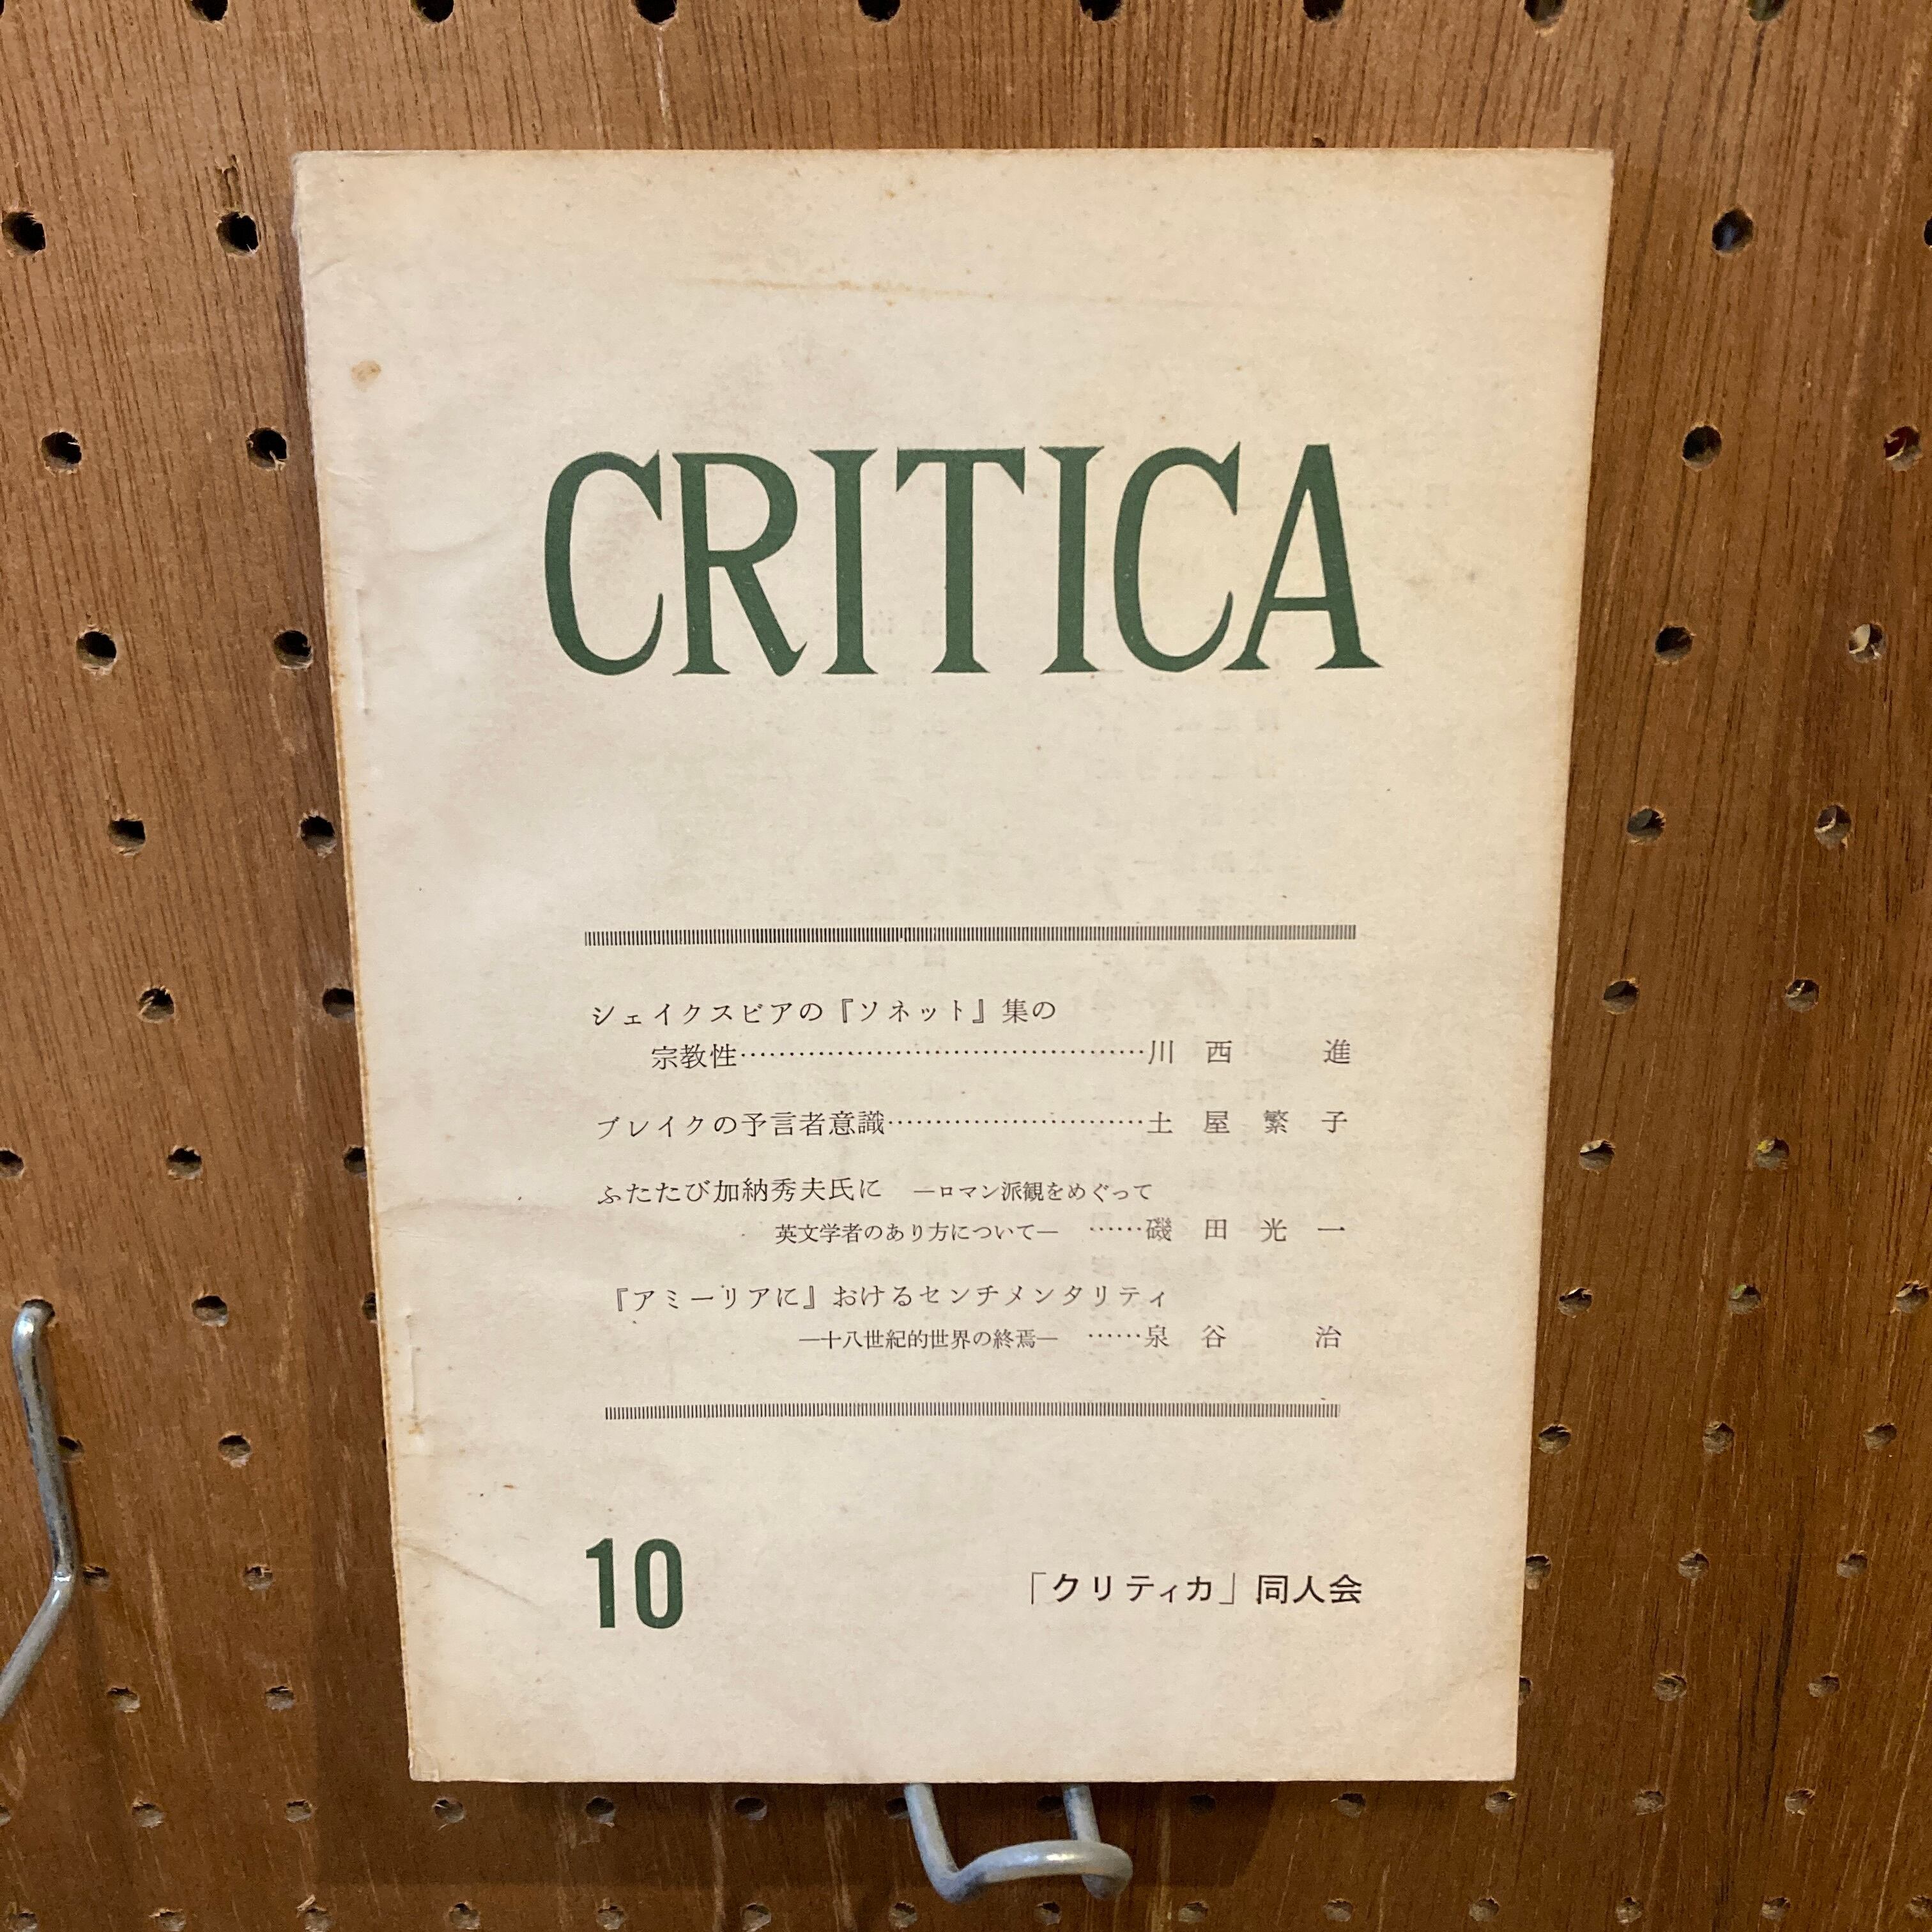 CRITICA
シェイクスピアの『ソネット』集の
宗教性……………………………………川西 進
ブレイクの予言者意識………………………土屋繁子
ふたたび加納秀夫氏に ―ロマン派観をめぐって
英文学者のあり方について― ……磯田光一
『アミーリアに』おけるセンチメンタリティ
―十八世紀的世界の終焉― ……泉谷 治
10
「クリティカ」同人会